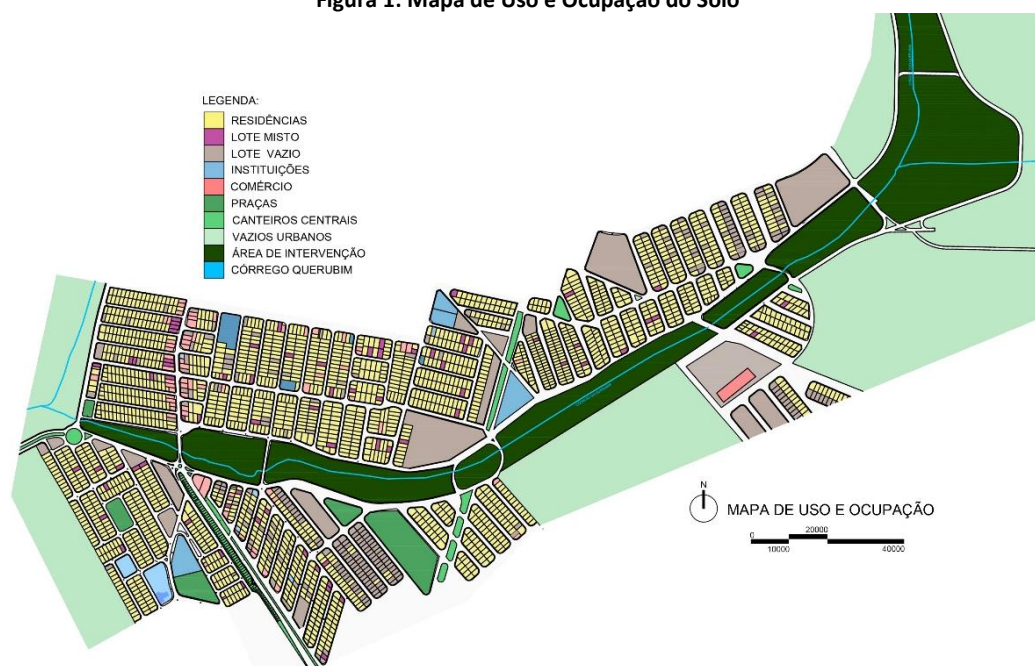 Figura 1: Mapa de Uso e Ocupação do Solo
LEGENDA:
RESIDÊNCIAS
LOTE MISTO
LOTE VAZIO
INSTITUIÇÕES
COMÉRCIO
PRAÇAS
CANTEIROS CENTRAIS
VAZIOS URBANOS
ÁREA DE INTERVENÇÃO
CÓRREGO QUERUBIM
N
MAPA DE USO E OCUPAÇÃO
0 20000
10000 40000